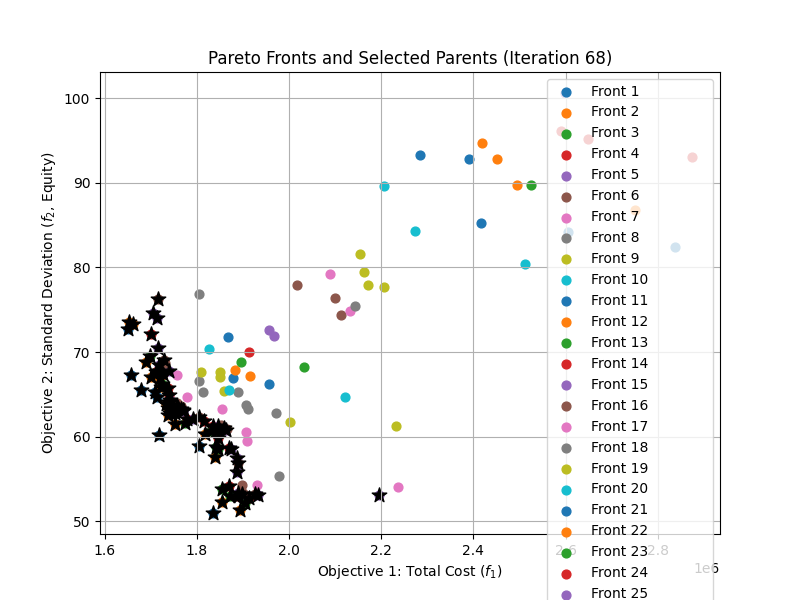 Pareto Fronts and Selected Parents (Iteration 68)
Objective 2: Standard Deviation (f₂, Equity)
100
90
80
70
60
50
1.6
1.8
2.0
2.2
2.4
2.6
2.8
1e6
Objective 1: Total Cost (f₁)
Front 1
Front 2
Front 3
Front 4
Front 5
Front 6
Front 7
Front 8
Front 9
Front 10
Front 11
Front 12
Front 13
Front 14
Front 15
Front 16
Front 17
Front 18
Front 19
Front 20
Front 21
Front 22
Front 23
Front 24
Front 25